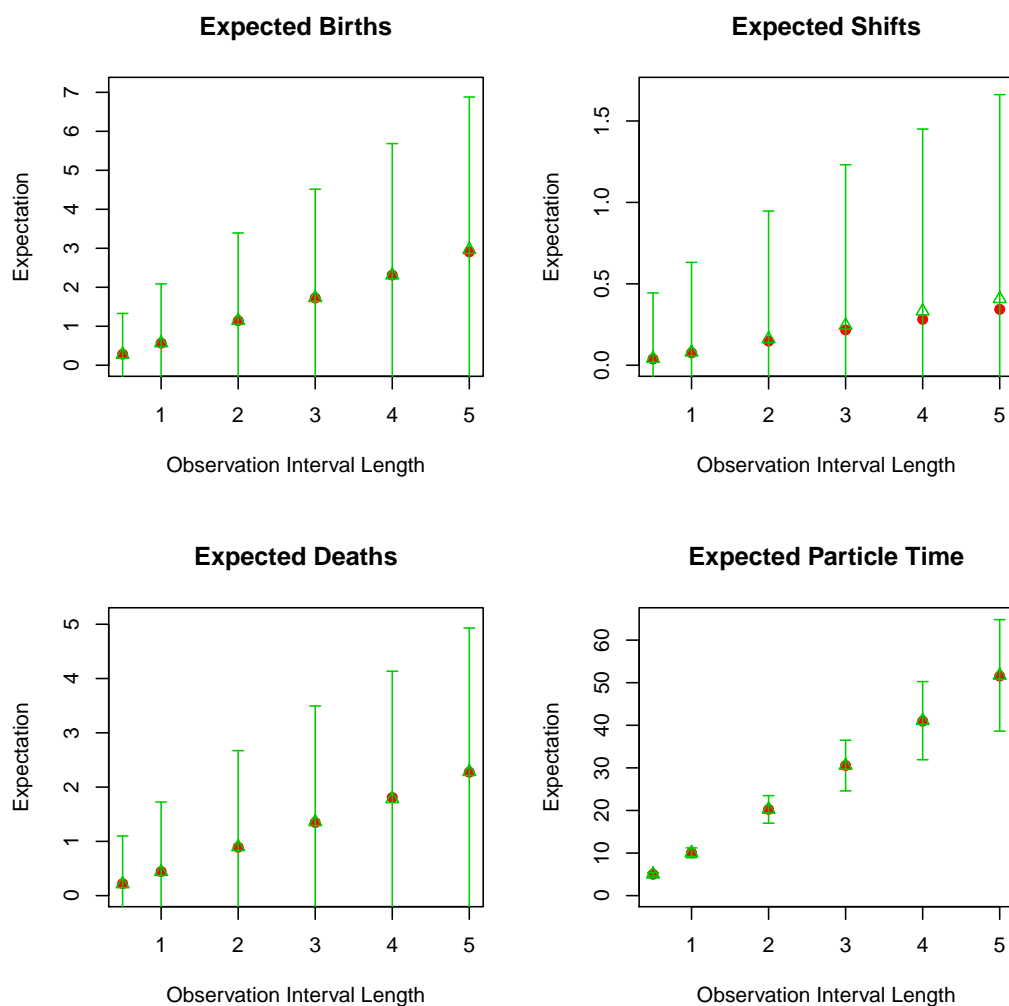 Expected Births
Expectation
7
6
5
4
3
2
1
0
1 2 3 4 5
Observation Interval Length
Expected Shifts
Expectation
1.5
1.0
0.5
0.0
1 2 3 4 5
Observation Interval Length
Expected Deaths
Expectation
5
4
3
2
1
0
1 2 3 4 5
Observation Interval Length
Expected Particle Time
Expectation
60
50
40
30
20
10
0
1 2 3 4 5
Observation Interval Length